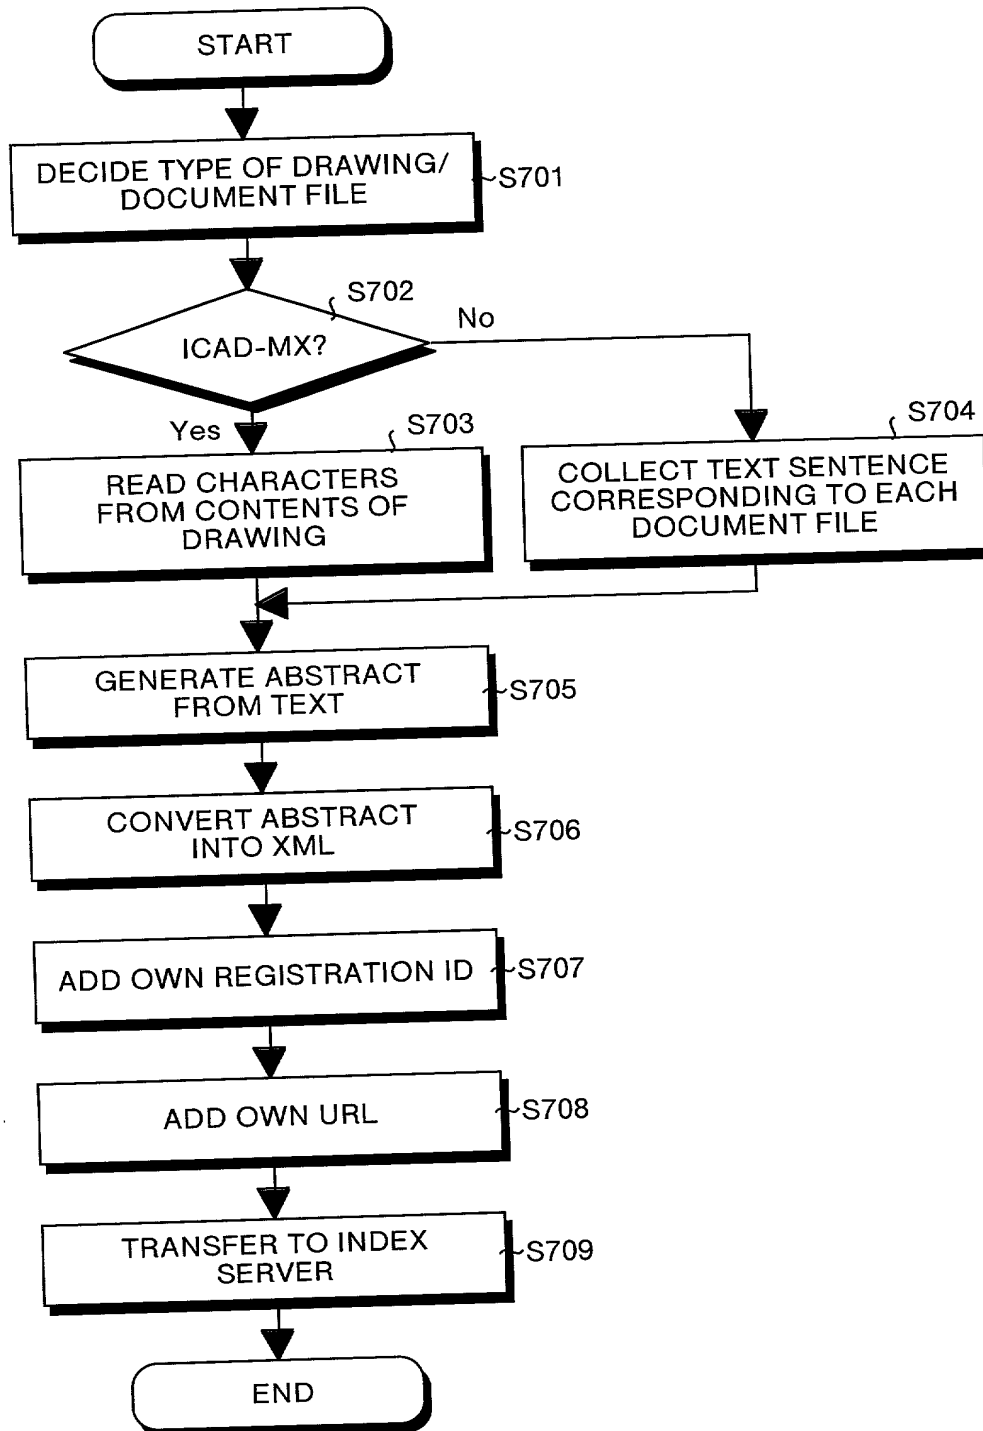 START
DECIDE TYPE OF DRAWING/
DOCUMENT FILE
S701
S702
ICAD-MX?
No
Yes
S703
READ CHARACTERS
FROM CONTENTS OF
DRAWING
S704
COLLECT TEXT SENTENCE
CORRESPONDING TO EACH
DOCUMENT FILE
GENERATE ABSTRACT
FROM TEXT
S705
CONVERT ABSTRACT
INTO XML
S706
ADD OWN REGISTRATION ID
S707
ADD OWN URL
S708
TRANSFER TO INDEX
SERVER
S709
END